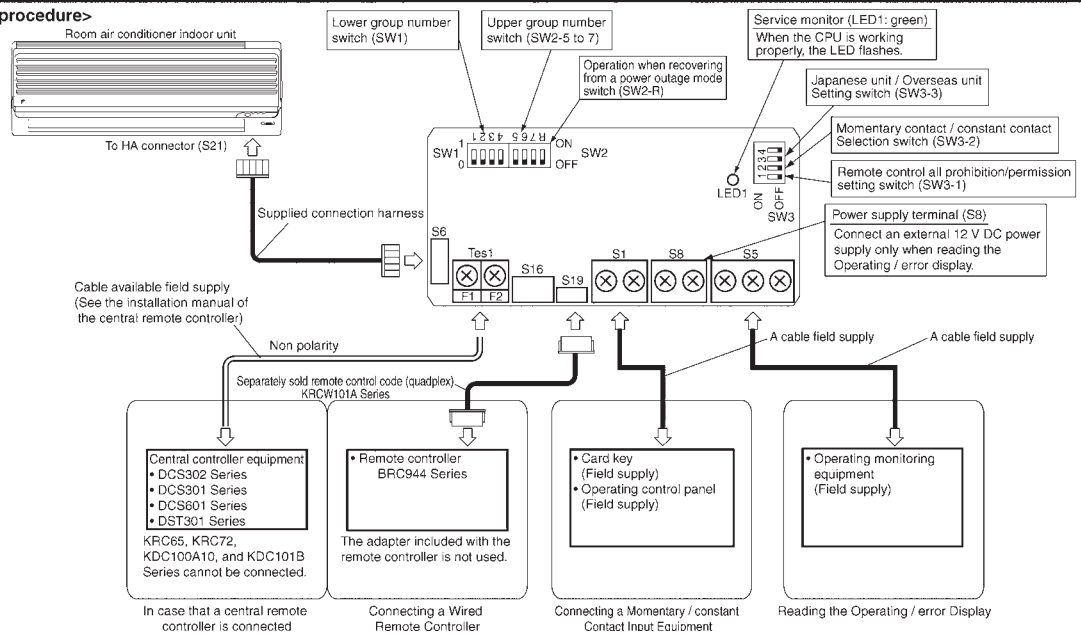 procedure>
Room air conditioner indoor unit
To HA connector (S21)
Supplied connection harness
Lower group number
switch (SW1)
Upper group number
switch (SW2-5 to 7)
Operation when recovering
from a power outage mode
switch (SW2-R)
Service monitor (LED1: green)
When the CPU is working
properly, the LED flashes.
Japanese unit / Overseas unit
Setting switch (SW3-3)
Momentary contact / constant contact
Selection switch (SW3-2)
Remote control all prohibition/permission
setting switch (SW3-1)
Power supply terminal (S8)
Connect an external 12 V DC power
supply only when reading the
Operating / error display.
4321
R765
1
ON
SW1
SW2
0
OFF
LED1
1234
ON
OFF
SW3
S6
Tes1
F1
F2
S16
S19
S1
S8
S5
Cable available field supply
(See the installation manual of
the central remote controller)
Non polarity
Separately sold remote control code (quadplex)
KRCW101A Series
A cable field supply
A cable field supply
Central controller equipment
• DCS302 Series
• DCS301 Series
• DCS601 Series
• DST301 Series
KRC65, KRC72,
KDC100A10, and KDC101B
Series cannot be connected.
In case that a central remote
controller is connected
• Remote controller
BRC944 Series
The adapter included with the
remote controller is not used.
Connecting a Wired
Remote Controller
• Card key
(Field supply)
• Operating control panel
(Field supply)
Connecting a Momentary / constant
Contact Input Equipment
• Operating monitoring
equipment
(Field supply)
Reading the Operating / error Display